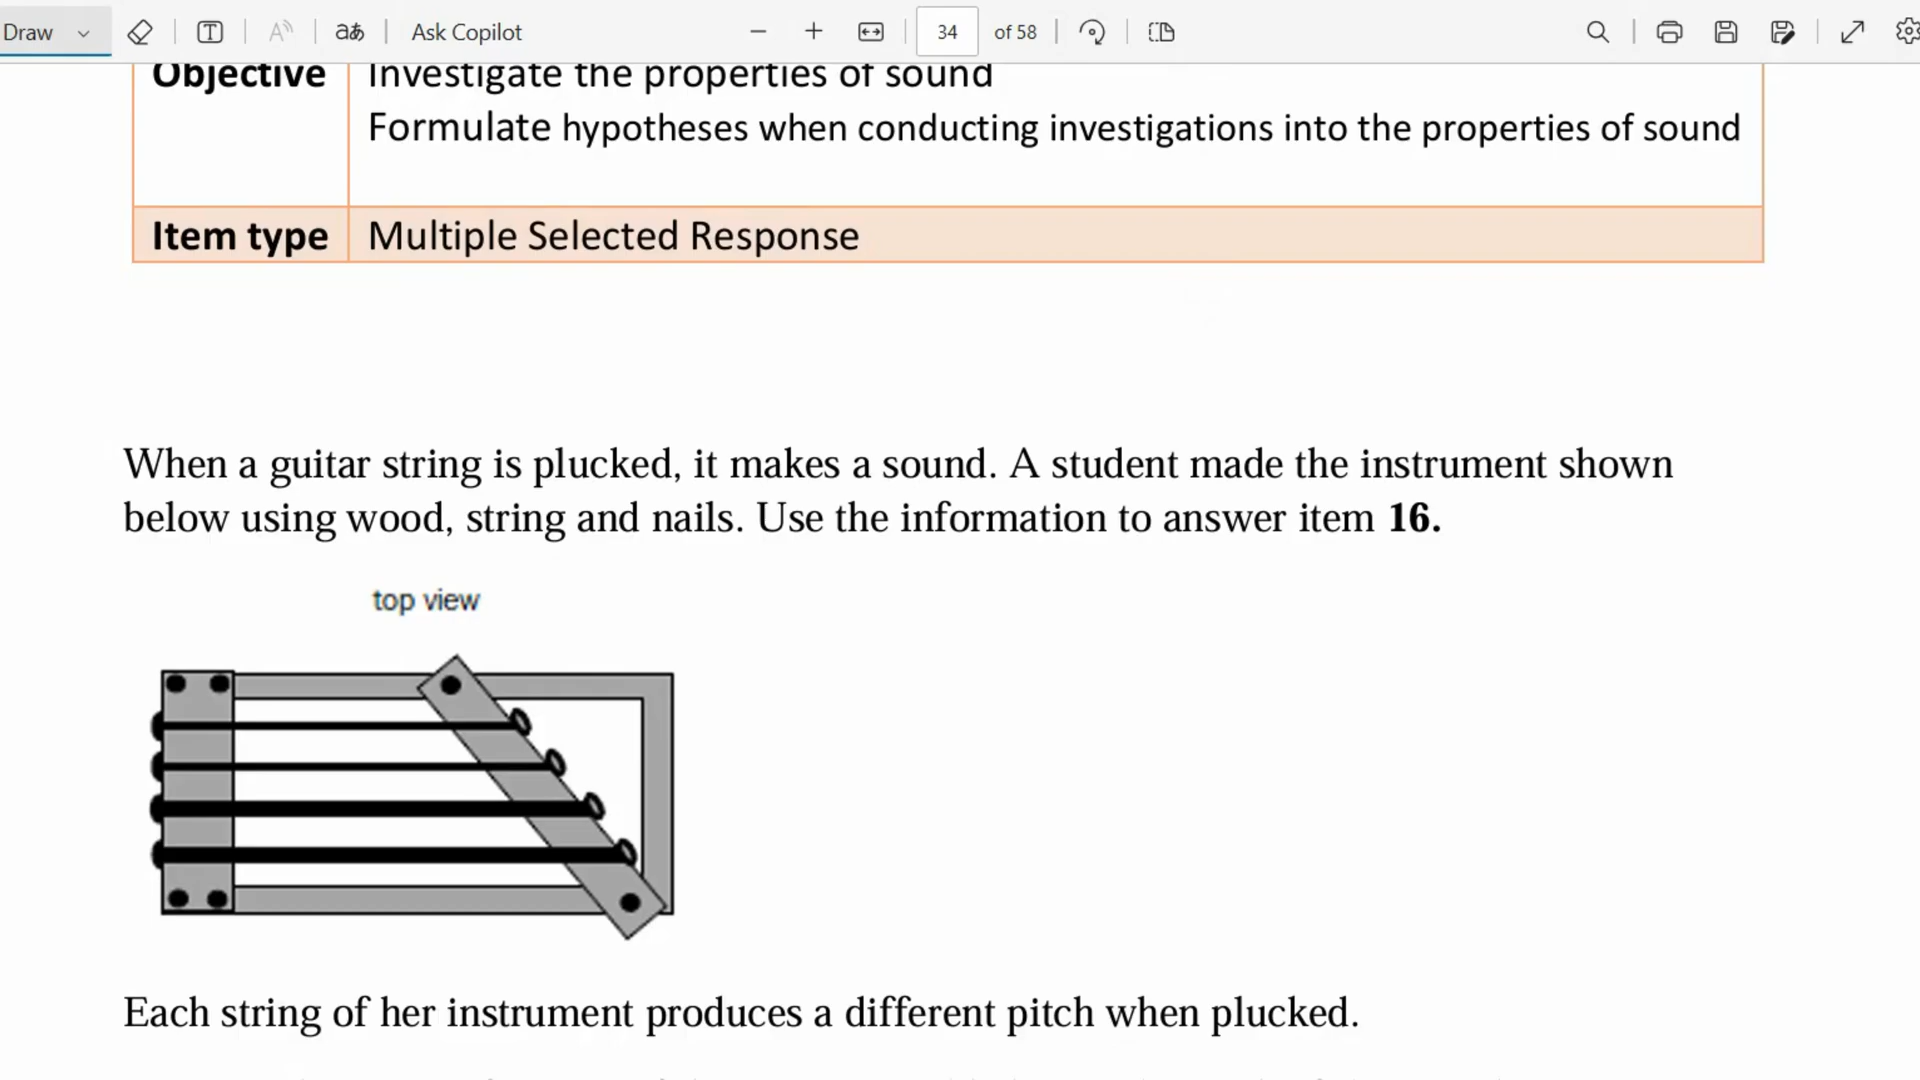 Draw
Ask Copilot
34 of 58
Objective Investigate the properties of sound
Formulate hypotheses when conducting investigations into the properties of sound
Item type Multiple Selected Response
When a guitar string is plucked, it makes a sound. A student made the instrument shown
below using wood, string and nails. Use the information to answer item 16.
top view
Each string of her instrument produces a different pitch when plucked.